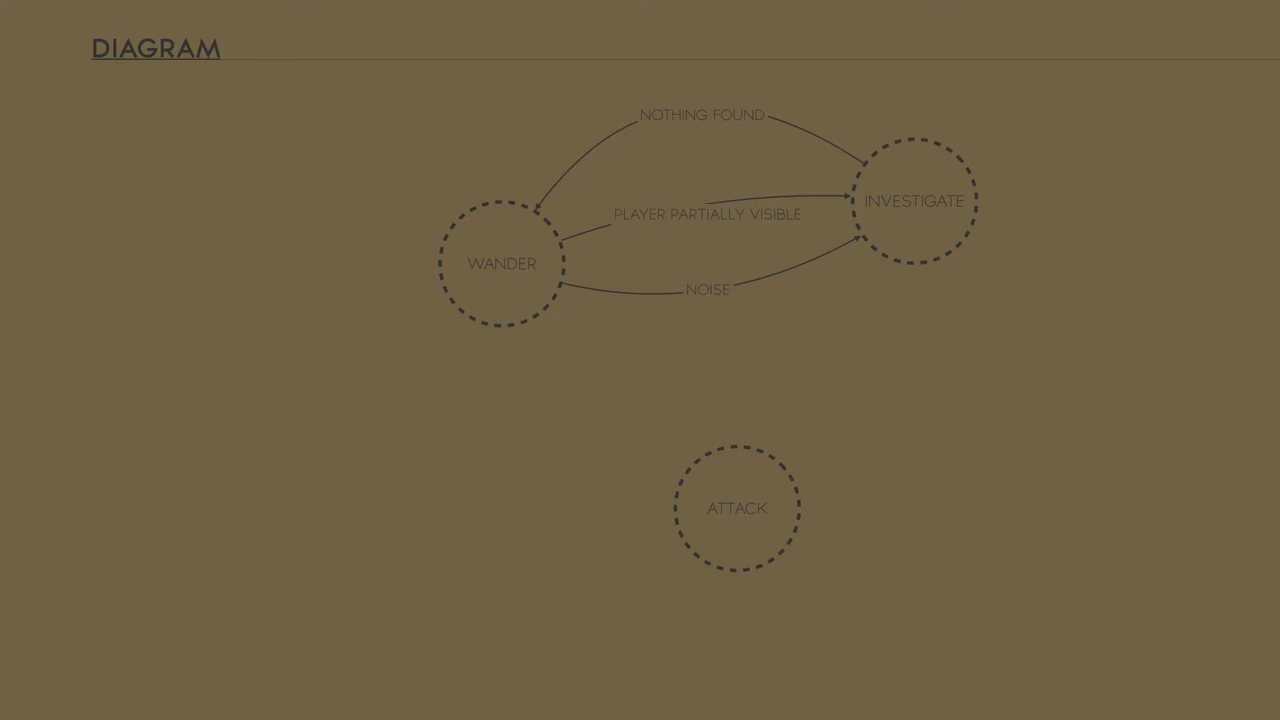 DIAGRAM
NOTHING FOUND
INVESTIGATE
PLAYER PARTIALLY VISIBLE
WANDER
NOISE
ATTACK